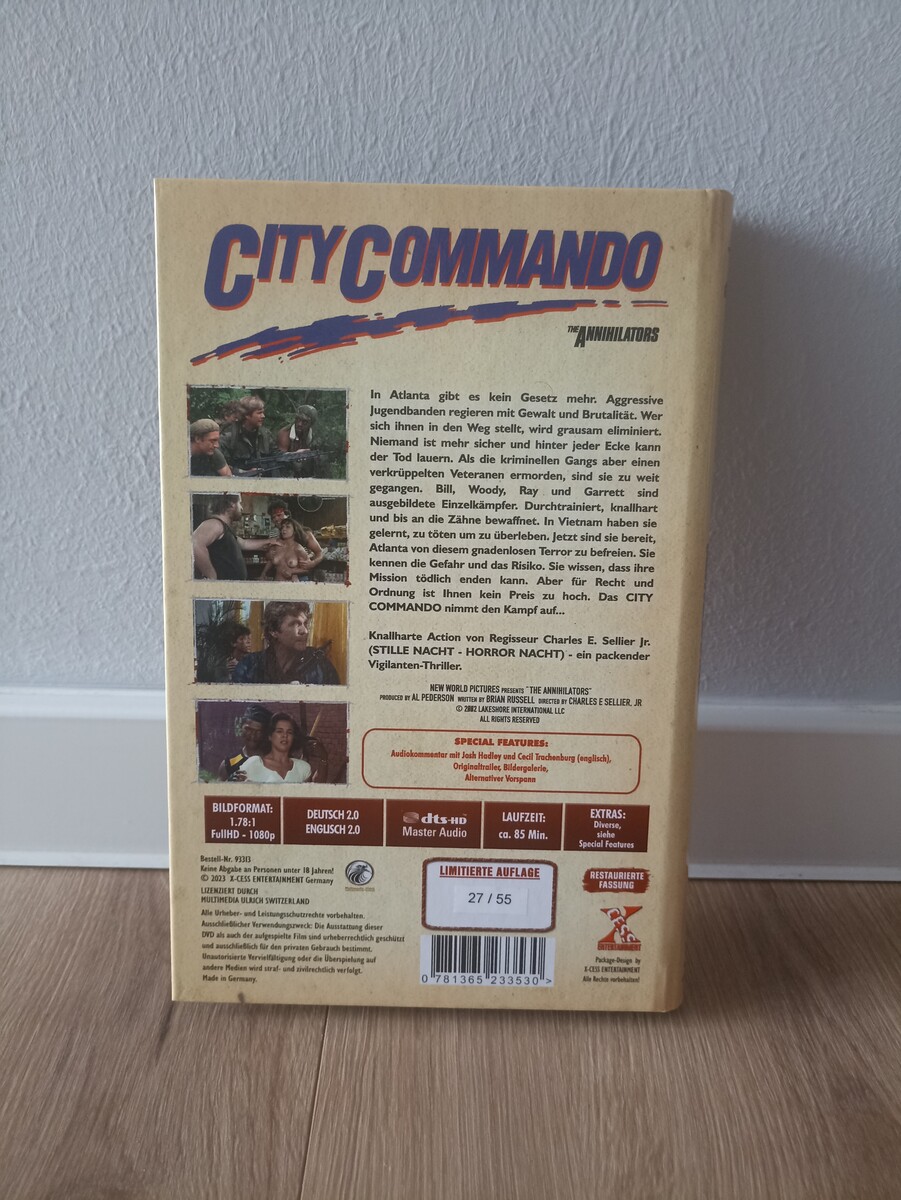 CITY COMMANDO
THE ANNIHILATORS
In Atlanta gibt es kein Gesetz mehr. Aggressive
Jugendbanden regieren mit Gewalt und Brutalität. Wer
sich ihnen in den Weg stellt, wird grausam eliminiert.
Niemand ist mehr sicher und hinter jeder Ecke kann
der Tod lauern. Als die kriminellen Gangs aber einen
verkrüppelten Veteranen ermorden, sind sie zu weit
gegangen. Bill, Woody, Ray und Garrett sind
ausgebildete Einzelkämpfer. Durchtrainiert, knallhart
und bis an die Zähne bewaffnet. In Vietnam haben sie
gelernt, zu töten um zu überleben. Jetzt sind sie bereit,
Atlanta von diesem gnadenlosen Terror zu befreien. Sie
kennen die Gefahr und das Risiko. Sie wissen, dass ihre
Mission tödlich enden kann. Aber für Recht und
Ordnung ist Ihnen kein Preis zu hoch. Das CITY
COMMANDO nimmt den Kampf auf...
Knallharte Action von Regisseur Charles E. Sellier Jr.
(STILLE NACHT - HORROR NACHT) - ein packender
Vigilanten-Thriller.
NEW WORLD PICTURES PRESENTS "THE ANNIHILATORS"
PRODUCED BY AL PEDERSON WRITTEN BY BRIAN RUSSELL DIRECTED BY CHARLES E SELLIER, JR
© 2002 LAKESHORE INTERNATIONAL LLC
ALL RIGHTS RESERVED
SPECIAL FEATURES:
Audiokommentar mit Josh Hadley und Cecil Trachenburg (englisch),
Originaltrailer, Bildergalerie,
Alternativer Vorspann
BILDFORMAT:
1.78:1
FullHD - 1080p
DEUTSCH 2.0
ENGLISCH 2.0
dts-HD
Master Audio
LAUFZEIT:
ca. 85 Min.
EXTRAS:
Diverse,
siehe
Special Features
Bestell-Nr. 93313
Keine Abgabe an Personen unter 18 Jahren!
© 2023 X-CESS ENTERTAINMENT Germany
LIZENZIERT DURCH
MULTIMEDIA ULRICH SWITZERLAND
Alle Urheber- und Leistungsschutzrechte vorbehalten.
Ausschließlicher Verwendungszweck: Die Ausstattung dieser
DVD als auch der aufgespielte Film sind urheberrechtlich geschützt
und ausschließlich für den privaten Gebrauch bestimmt.
Unautorisierte Vervielfältigung oder die Überspielung auf
andere Medien wird straf- und zivilrechtlich verfolgt.
Made in Germany.
LIMITIERTE AUFLAGE
27 / 55
0 781365 233530 >
RESTAURIERTE
FASSUNG
X-CESS
ENTERTAINMENT
Package-Design by
X-CESS ENTERTAINMENT
Alle Rechte vorbehalten!